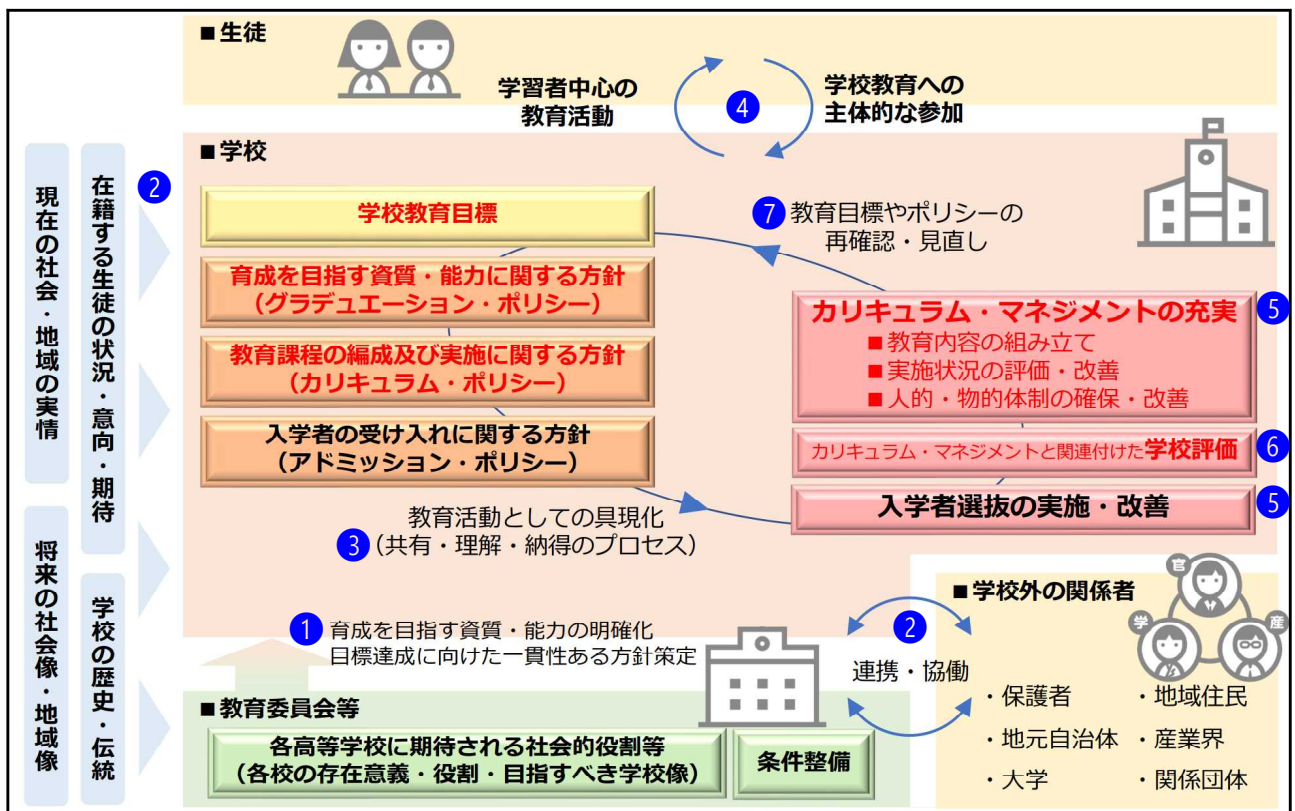 ■生徒
学習者中心の
教育活動
4
学校教育への
主体的な参加
現在の社会・地域の実情
将来の社会像・地域像
在籍する生徒の状況・意向・期待
学校の歴史・伝統
2
■学校
学校教育目標
育成を目指す資質・能力に関する方針
(グラデュエーション・ポリシー)
教育課程の編成及び実施に関する方針
(カリキュラム・ポリシー)
入学者の受け入れに関する方針
(アドミッション・ポリシー)
7 教育目標やポリシーの
再確認・見直し
カリキュラム・マネジメントの充実 5
■教育内容の組み立て
■実施状況の評価・改善
■人的・物的体制の確保・改善
カリキュラム・マネジメントと関連付けた学校評価 6
入学者選抜の実施・改善 5
教育活動としての具現化
3 (共有・理解・納得のプロセス)
1 育成を目指す資質・能力の明確化
目標達成に向けた一貫性ある方針策定
■教育委員会等
各高等学校に期待される社会的役割等
(各校の存在意義・役割・目指すべき学校像)
条件整備
2
連携・協働
■学校外の関係者
官
学
産
・保護者
・地域住民
・地元自治体
・産業界
・大学
・関係団体